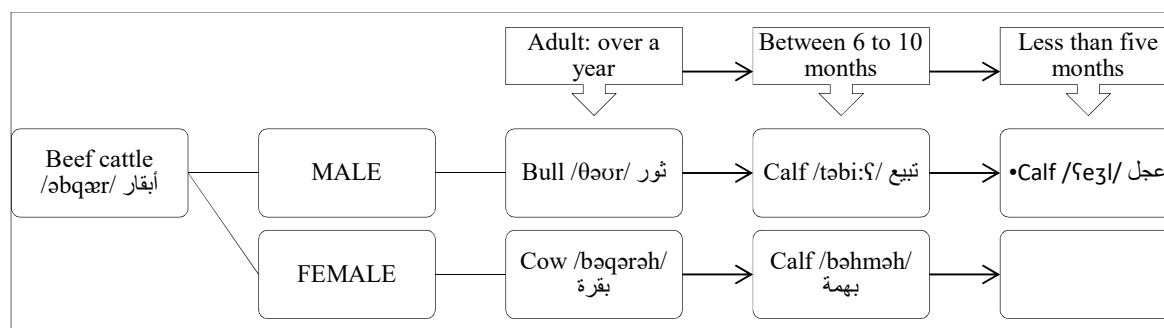 Adult: over a
year
Between 6 to 10
months
Less than five
months
Beef cattle
/əbqær/ أبقار
MALE
Bull /θəʊr/ ثور
Calf /təbi:ʕ/ تبيع
•Calf /ʕeʒl/ عجل
FEMALE
Cow /bəqərəh/
بقرة
Calf /bəhməh/
بهمة